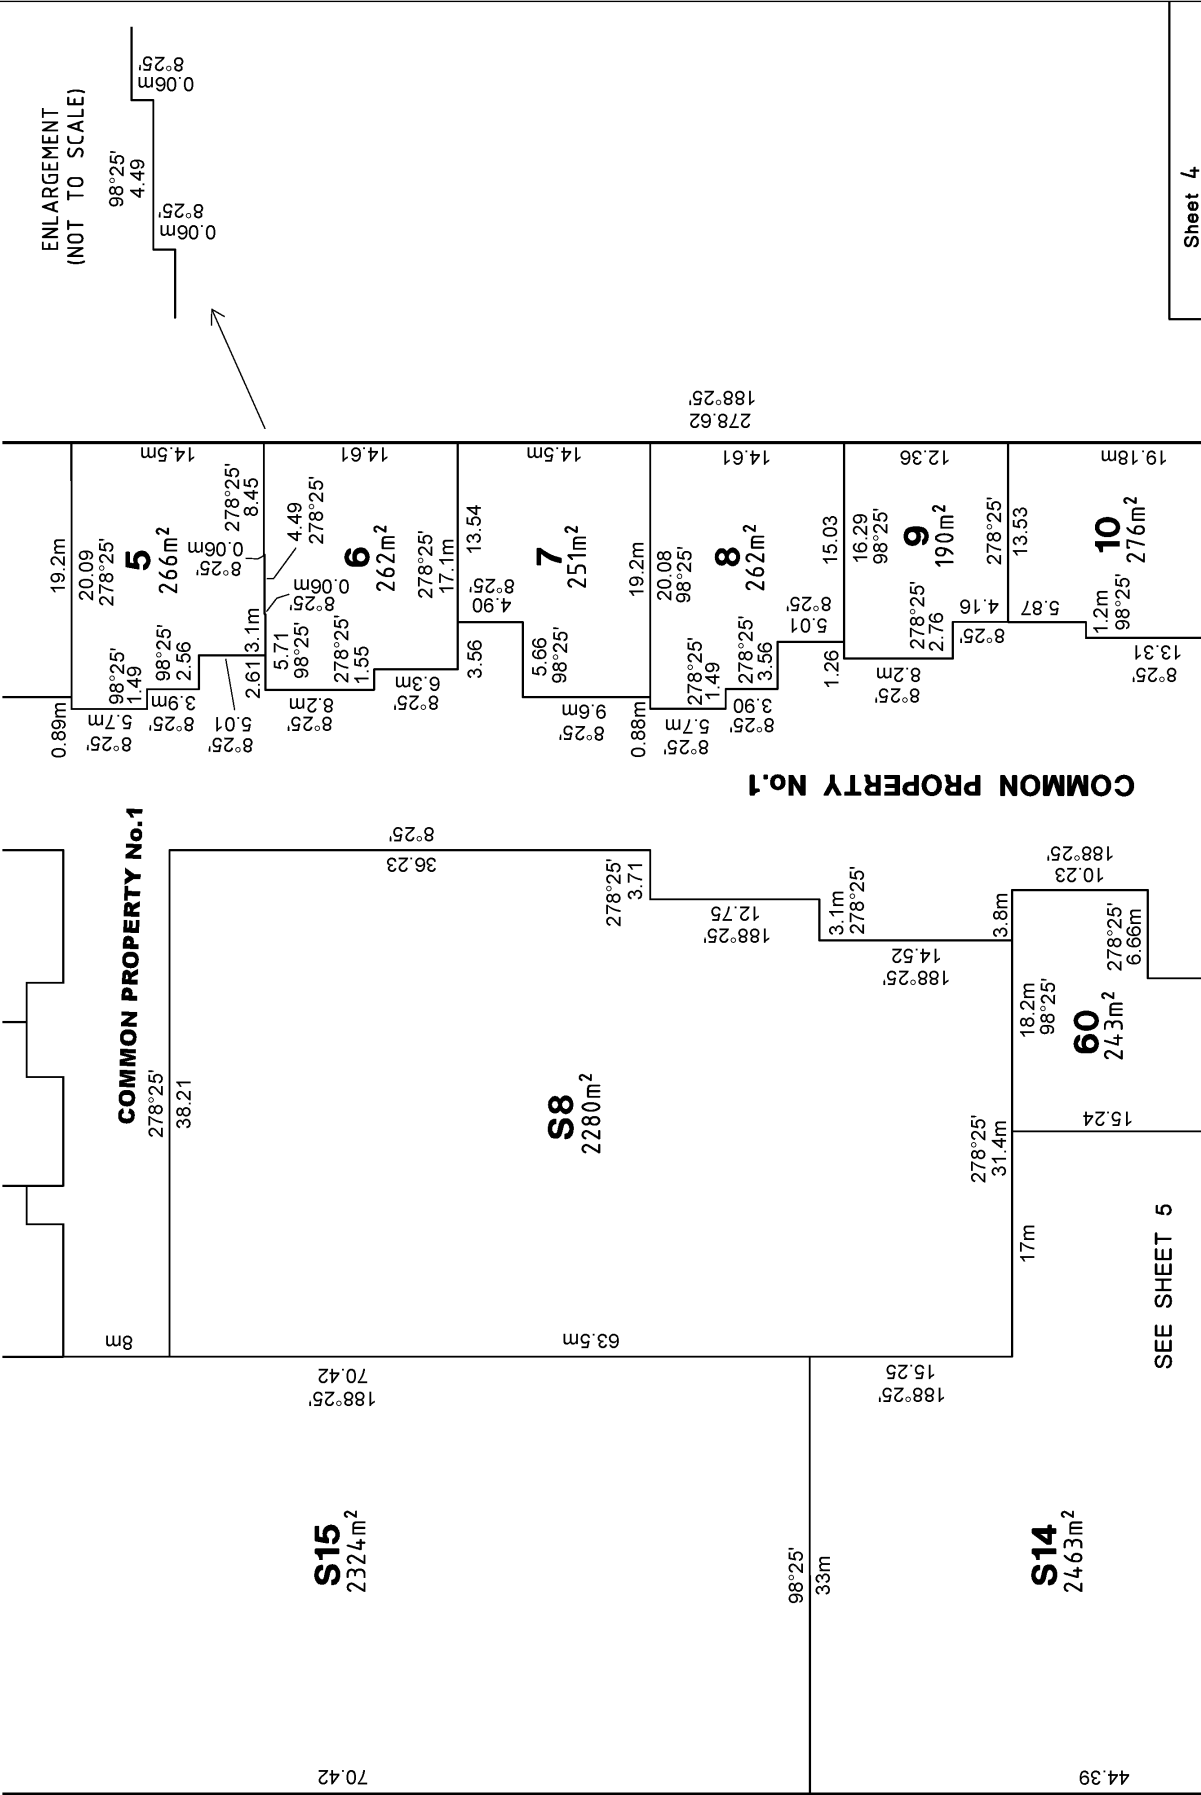 ENLARGEMENT
(NOT TO SCALE)
98°25'
4.49
0.06m
8°25'
0.06m
8°25'
Sheet 4
278.62
188°25'
14.5m
14.61
14.5m
14.61
12.36
19.18m
19.2m
20.09
278°25'
5
266m²
278°25'
8.45
0.06m
8°25'
4.49
278°25'
0.06m
8°25'
98°25'
1.49
98°25'
2.56
3.1m
2.61
0.89m
5.7m
8°25'
3.9m
8°25'
5.01
8°25'
6
262m²
5.71
98°25'
278°25'
1.55
8.2m
8°25'
6.3m
8°25'
278°25'
17.1m
13.54
4.90
8°25'
3.56
7
251m²
5.66
98°25'
9.6m
8°25'
19.2m
0.88m
20.08
98°25'
8
262m²
278°25'
1.49
278°25'
3.56
5.7m
8°25'
3.90
8°25'
5.01
8°25'
15.03
1.26
16.29
98°25'
9
190m²
278°25'
2.76
8.2m
8°25'
4.16
8°25'
278°25'
13.53
5.87
10
276m²
1.2m
98°25'
13.31
8°25'
COMMON PROPERTY No.1
COMMON PROPERTY No.1
278°25'
38.21
8m
36.23
8°25'
278°25'
3.71
12.75
188°25'
3.1m
278°25'
14.52
188°25'
3.8m
10.23
188°25'
278°25'
6.66m
18.2m
98°25'
60
243m²
15.24
278°25'
31.4m
17m
S8
2280m²
63.5m
SEE SHEET 5
70.42
188°25'
15.25
188°25'
S15
2324m²
98°25'
33m
S14
2463m²
70.42
44.39